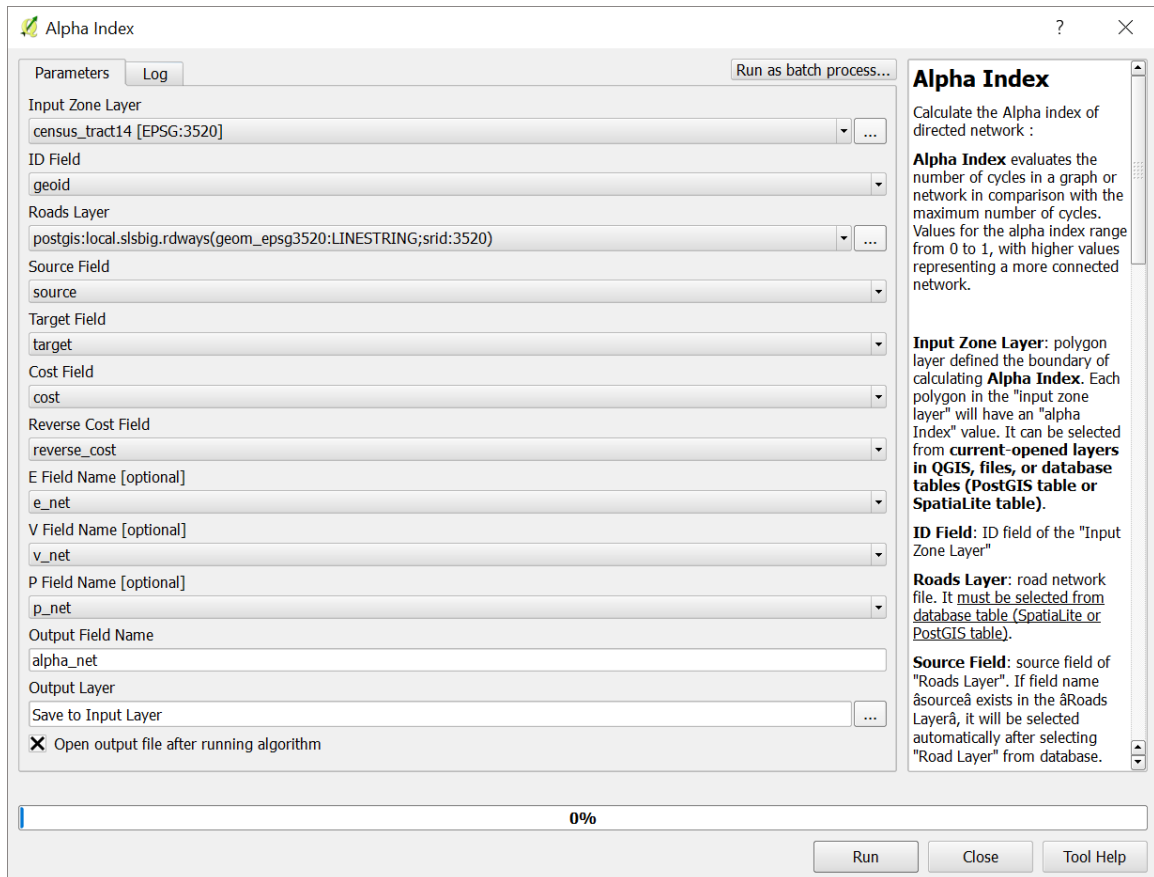 Alpha Index
?
Parameters
Log
Run as batch process...
Input Zone Layer
census_tract14 [EPSG:3520]
...
ID Field
geoid
Roads Layer
postgis:local.slsbig.rdways(geom_epsg3520:LINESTRING;srid:3520)
...
Source Field
source
Target Field
target
Cost Field
cost
Reverse Cost Field
reverse_cost
E Field Name [optional]
e_net
V Field Name [optional]
v_net
P Field Name [optional]
p_net
Output Field Name
alpha_net
Output Layer
Save to Input Layer
...
Open output file after running algorithm
Alpha Index
Calculate the Alpha index of
directed network :
Alpha Index evaluates the
number of cycles in a graph or
network in comparison with the
maximum number of cycles.
Values for the alpha index range
from 0 to 1, with higher values
representing a more connected
network.
Input Zone Layer: polygon
layer defined the boundary of
calculating Alpha Index. Each
polygon in the "input zone
layer" will have an "alpha
Index" value. It can be selected
from current-opened layers
in QGIS, files, or database
tables (PostGIS table or
SpatiaLite table).
ID Field: ID field of the "Input
Zone Layer"
Roads Layer: road network
file. It must be selected from
database table (SpatiaLite or
PostGIS table).
Source Field: source field of
"Roads Layer". If field name
âsourceâ exists in the âRoads
Layerâ, it will be selected
automatically after selecting
"Road Layer" from database.
0%
Run
Close
Tool Help